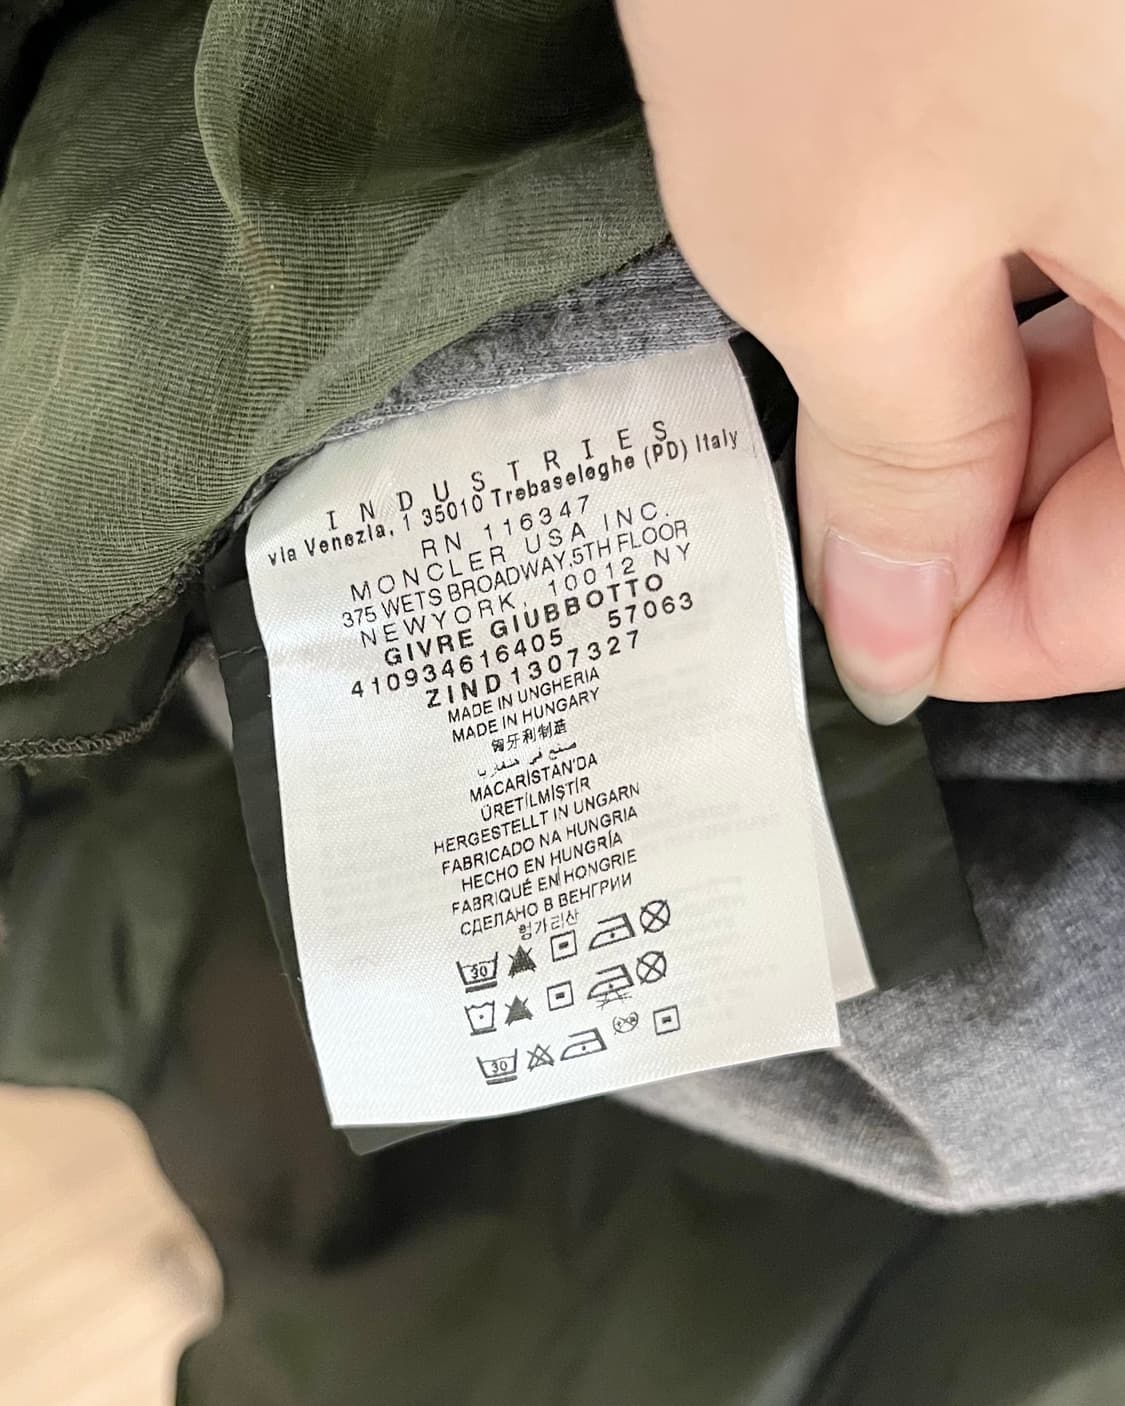 INDUSTRIES
via Venezia, 1 35010 Trebaseleghe (PD) Italy
RN 116347
MONCLER USA INC.
375 WETS BROADWAY,5TH FLOOR
NEWYORK, 10012 NY
GIVRE GIUBBOTTO
410934616405 57063
ZIND1307327
MADE IN UNGHERIA
MADE IN HUNGARY
匈牙利制造
صنع في هنغاريا
MACARİSTAN'DA
ÜRETİLMİŞTİR
HERGESTELLT IN UNGARN
FABRICADO NA HUNGRIA
HECHO EN HUNGRÍA
FABRIQUÉ EN HONGRIE
СДЕЛАНО В ВЕНГРИИ
헝가리산
30
30